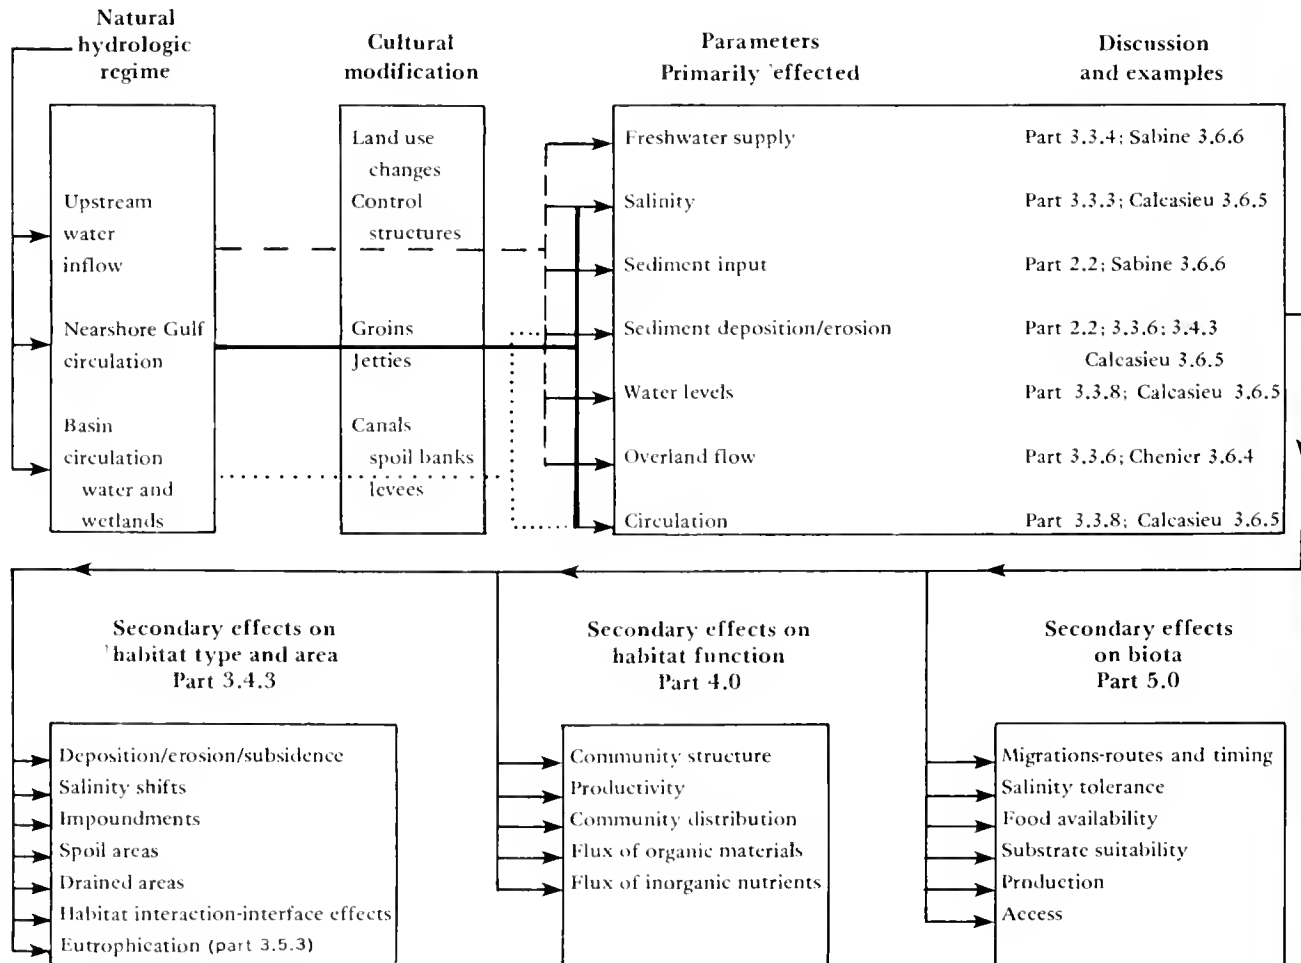 Natural
hydrologic
regime
Cultural
modification
Parameters
Primarily effected
Discussion
and examples
Upstream
water
inflow
Nearshore Gulf
circulation
Basin
circulation
water and
wetlands
Land use
changes
Control
structures
Groins
Jetties
Canals
spoil banks
levees
Freshwater supply
Part 3.3.4; Sabine 3.6.6
Salinity
Part 3.3.3; Calcasieu 3.6.5
Sediment input
Part 2.2; Sabine 3.6.6
Sediment deposition/erosion
Part 2.2; 3.3.6; 3.4.3
Calcasieu 3.6.5
Water levels
Part 3.3.8; Calcasieu 3.6.5
Overland flow
Part 3.3.6; Chenier 3.6.4
Circulation
Part 3.3.8; Calcasieu 3.6.5
Secondary effects on
habitat type and area
Part 3.4.3
Deposition/erosion/subsidence
Salinity shifts
Impoundments
Spoil areas
Drained areas
Habitat interaction-interface effects
Eutrophication (part 3.5.3)
Secondary effects on
habitat function
Part 4.0
Community structure
Productivity
Community distribution
Flux of organic materials
Flux of inorganic nutrients
Secondary effects
on biota
Part 5.0
Migrations-routes and timing
Salinity tolerance
Food availability
Substrate suitability
Production
Access